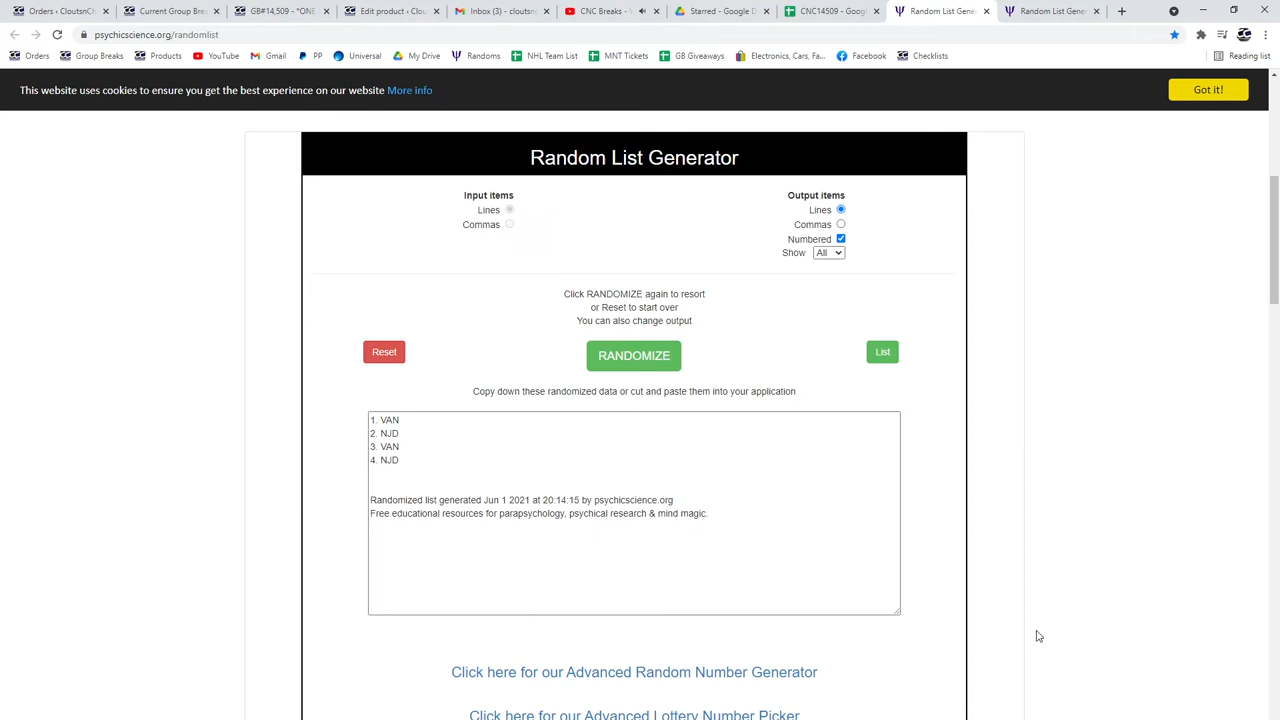 Orders ‹ CloutsnCh
Current Group Brea
GB#14,509 - *ONE
Edit product ‹ Clou
Inbox (3) - cloutsn
CNC Breaks - Y
Starred - Google D
CNC14509 - Google
Random List Gener
Random List Gener
psychicscience.org/randomlist
Orders
Group Breaks
Products
YouTube
Gmail
PP
Universal
My Drive
Randoms
NHL Team List
MNT Tickets
GB Giveaways
Electronics, Cars, Fa...
Facebook
Checklists
Reading list
This website uses cookies to ensure you get the best experience on our website More info
Got it!
Random List Generator
Input items
Output items
Lines
Lines
Commas
Commas
Numbered
Show All
Click RANDOMIZE again to resort
or Reset to start over
You can also change output
Reset
RANDOMIZE
List
Copy down these randomized data or cut and paste them into your application
1. VAN
2. NJD
3. VAN
4. NJD
Randomized list generated Jun 1 2021 at 20:14:15 by psychicscience.org
Free educational resources for parapsychology, psychical research & mind magic.
Click here for our Advanced Random Number Generator
Click here for our Advanced Lottery Number Picker